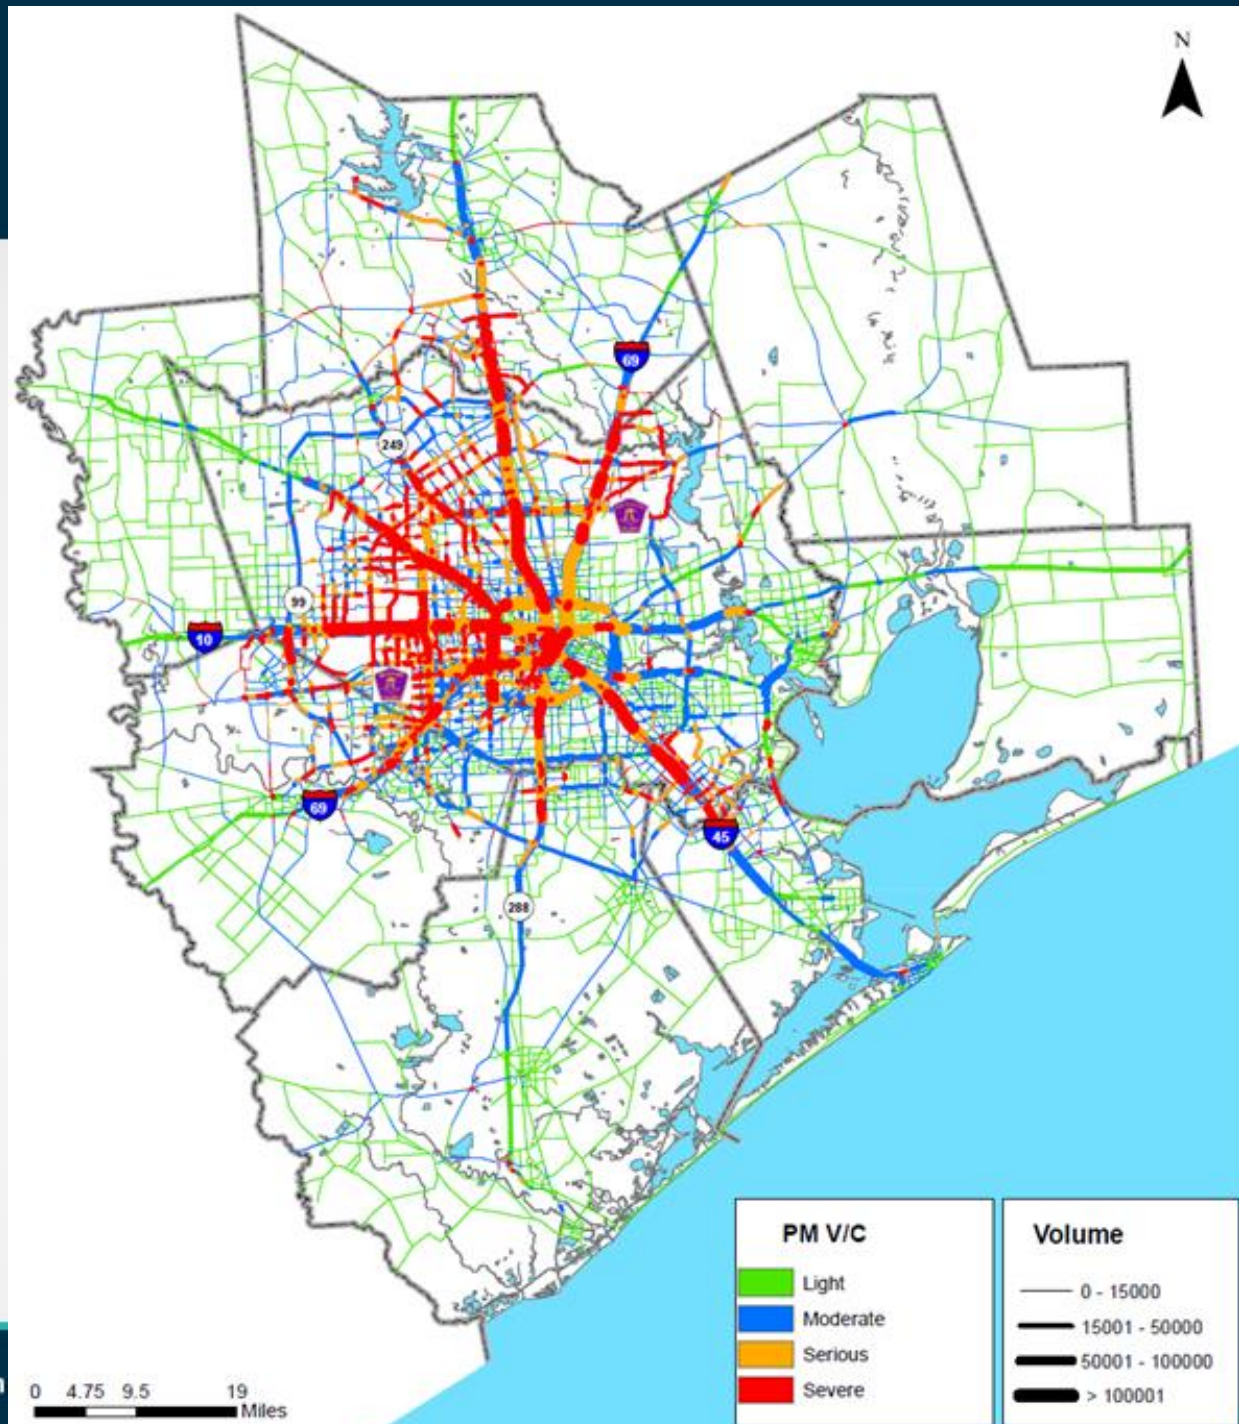 N
69
249
99
10
69
45
288
PM V/C
Light
Moderate
Serious
Severe
Volume
0 - 15000
15001 - 50000
50001 - 100000
> 100001
0 4.75 9.5 19
Miles